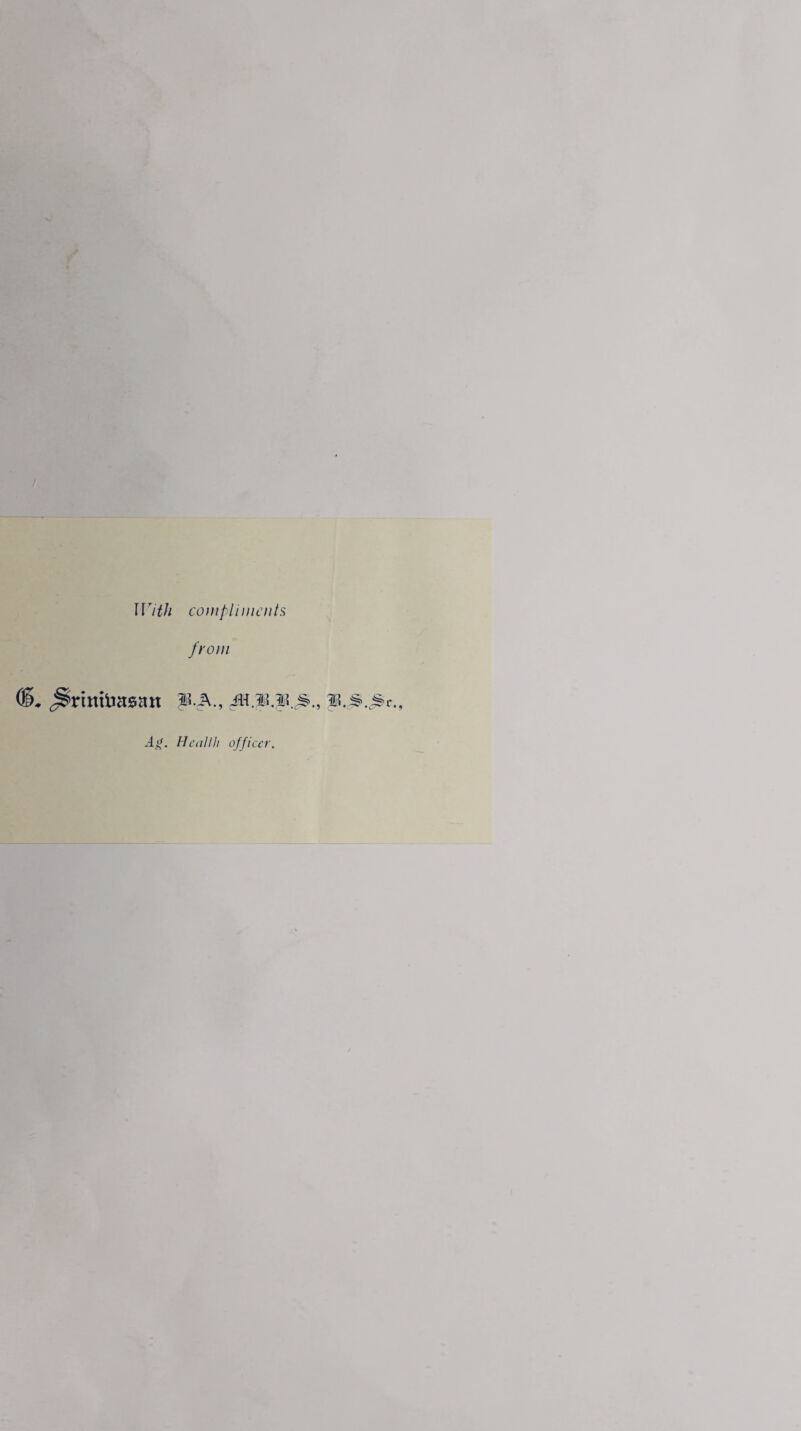 With compliments
from
G. Srinivasan B.A., M.B.B.S., B.S.Sc.,
Ag. Health officer.